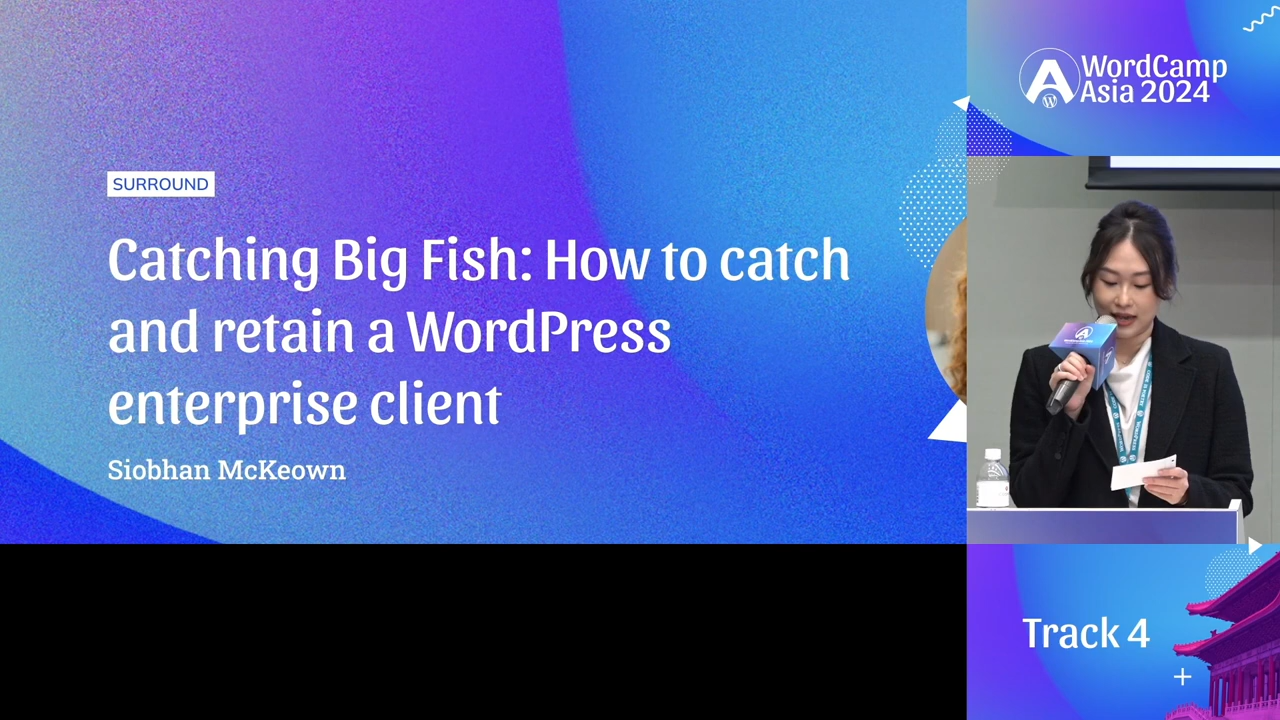 SURROUND
Catching Big Fish: How to catch
and retain a WordPress
enterprise client
Siobhan McKeown
WordCamp
Asia 2024
Track 4